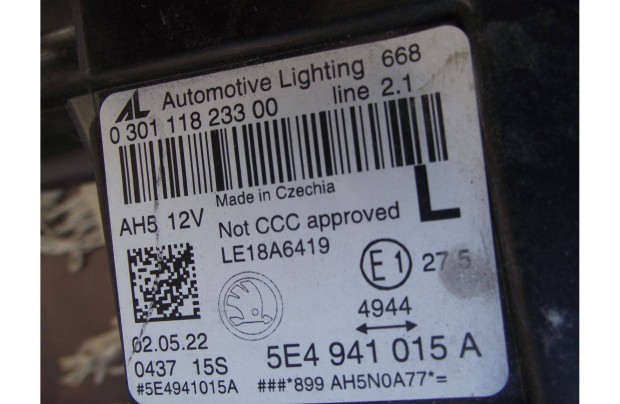 AL Automotive Lighting 668
0 301 118 233 00 line 2.1
Made in Czechia
AH5 12V Not CCC approved L
LE18A6419
E1 27.5
4944
02.05.22
0437 15S 5E4 941 015 A
#5E4941015A ###*899 AH5N0A77*=